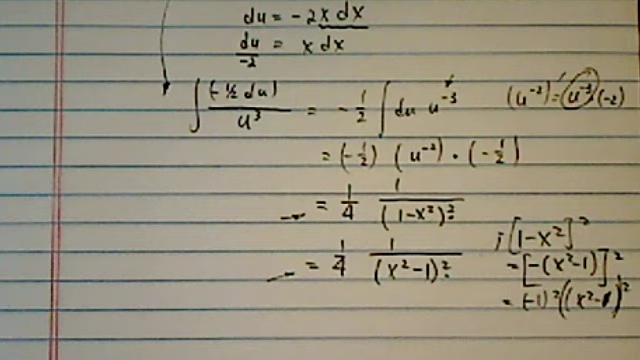 du = -2x dx
du/-2 = x dx
∫ (-½ du)/u³ = -1/2 ∫ du u⁻³ (u⁻²)' = u⁻³·(-2)
= (-1/2) (u⁻²) · (-1/2)
= 1/4 1/(1-x²)² ; [1-x²]²
= 1/4 1/(x²-1)² = [-(x²-1)]²
= (-1)²((x²-1))²